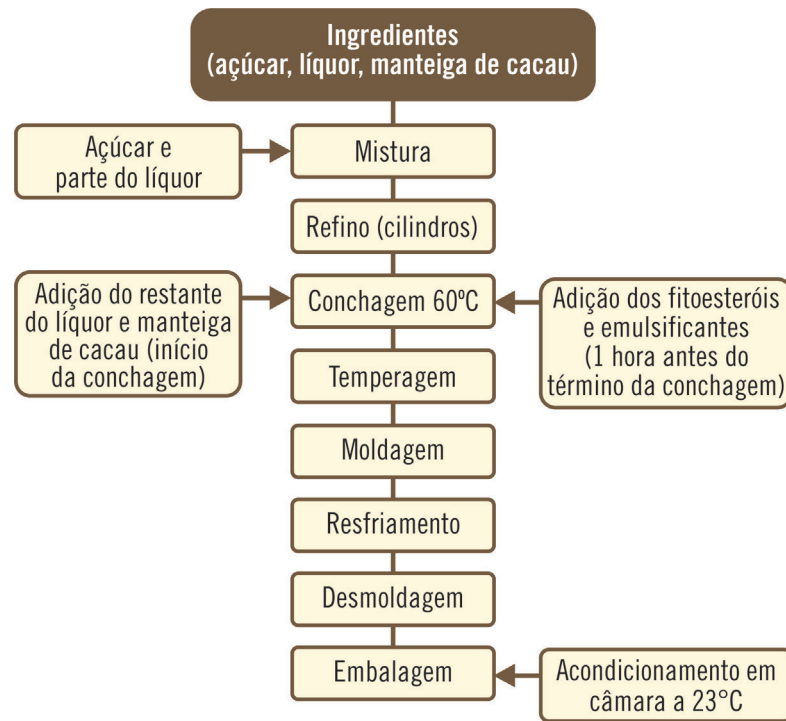 Ingredientes
(açúcar, líquor, manteiga de cacau)
Açúcar e
parte do líquor
Mistura
Refino (cilindros)
Adição do restante
do líquor e manteiga
de cacau (início
da conchagem)
Conchagem 60ºC
Adição dos fitoesteróis
e emulsificantes
(1 hora antes do
término da conchagem)
Temperagem
Moldagem
Resfriamento
Desmoldagem
Embalagem
Acondicionamento em
câmara a 23°C